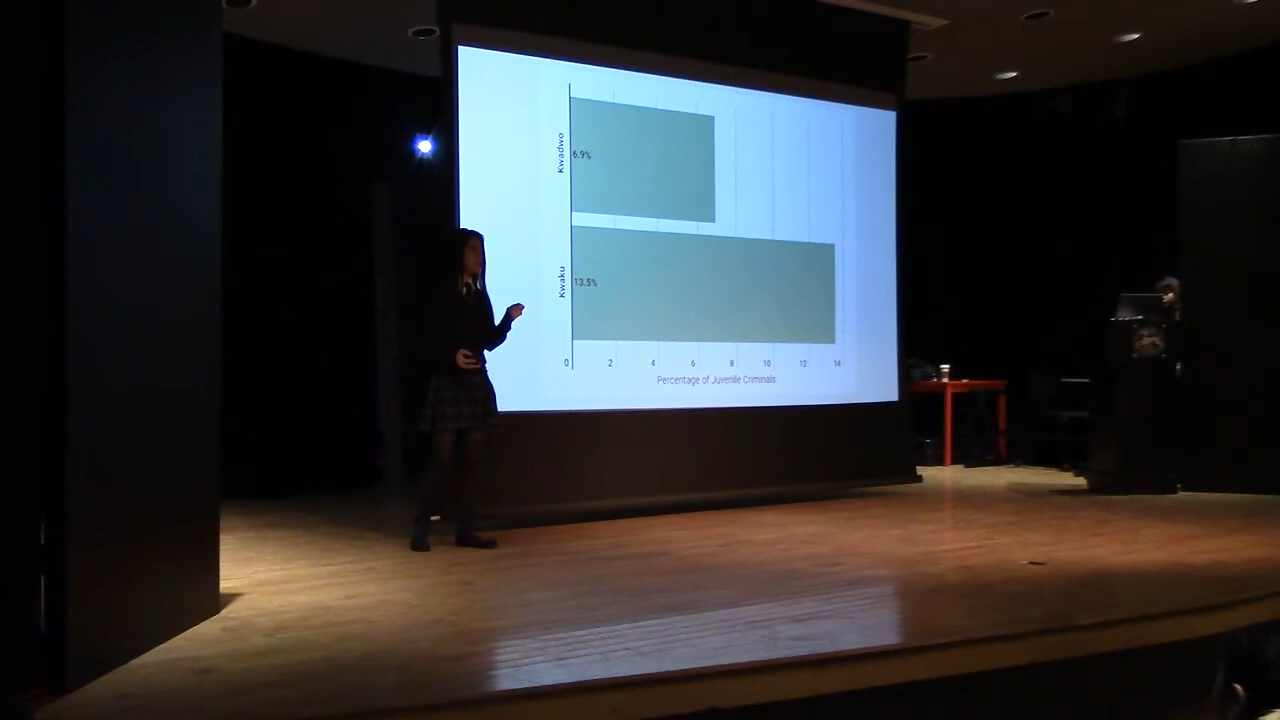 Kwadwo
6.9%
Kwaku
13.5%
0 2 4 6 8 10 12 14
Percentage of Juvenile Criminals